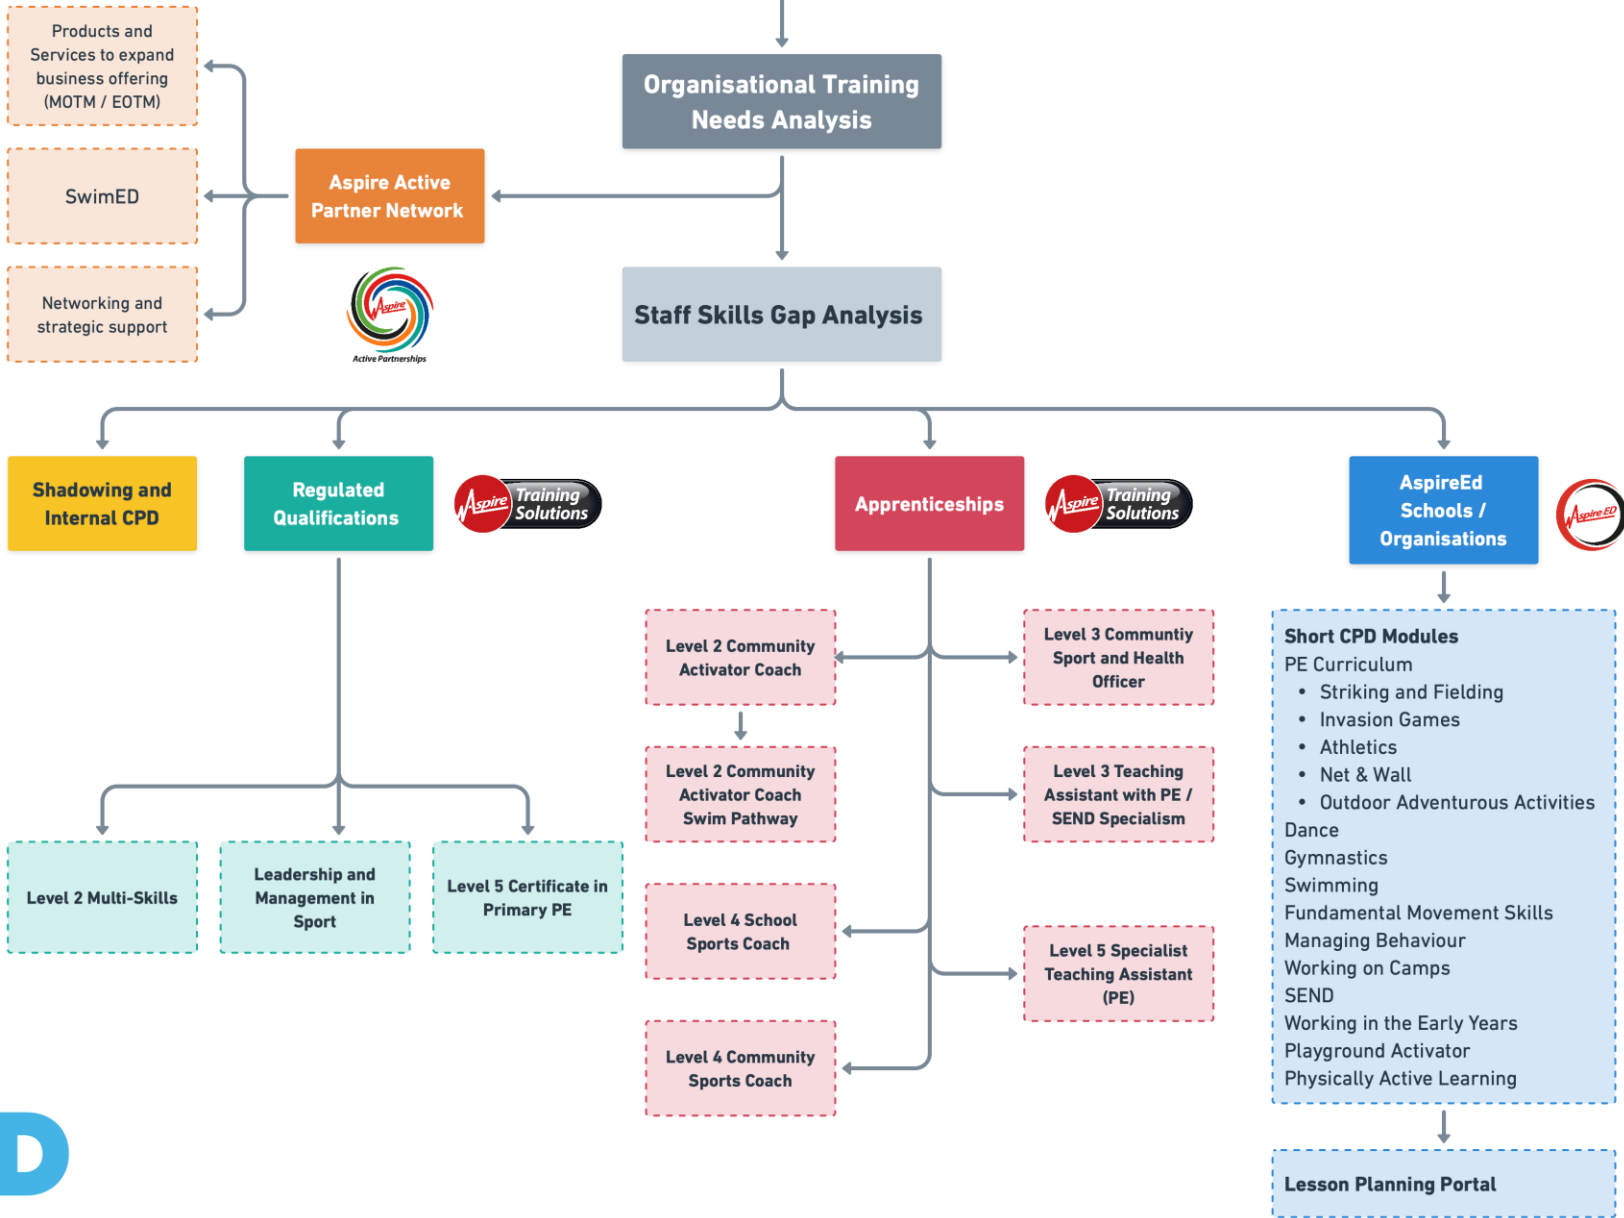 Products and
Services to expand
business offering
(MOTM / EOTM)
Organisational Training
Needs Analysis
SwimED
Aspire Active
Partner Network
Networking and
strategic support
Aspire
Active Partnerships
Staff Skills Gap Analysis
Shadowing and
Internal CPD
Regulated
Qualifications
Aspire Training
Solutions
Apprenticeships
Aspire Training
Solutions
AspireEd
Schools /
Organisations
Aspire ED
Level 2 Community
Activator Coach
Level 3 Communtiy
Sport and Health
Officer
Level 2 Community
Activator Coach
Swim Pathway
Level 3 Teaching
Assistant with PE /
SEND Specialism
Level 2 Multi-Skills
Leadership and
Management in
Sport
Level 5 Certificate in
Primary PE
Level 4 School
Sports Coach
Level 5 Specialist
Teaching Assistant
(PE)
Level 4 Community
Sports Coach
Short CPD Modules
PE Curriculum
• Striking and Fielding
• Invasion Games
• Athletics
• Net & Wall
• Outdoor Adventurous Activities
Dance
Gymnastics
Swimming
Fundamental Movement Skills
Managing Behaviour
Working on Camps
SEND
Working in the Early Years
Playground Activator
Physically Active Learning
Lesson Planning Portal
D